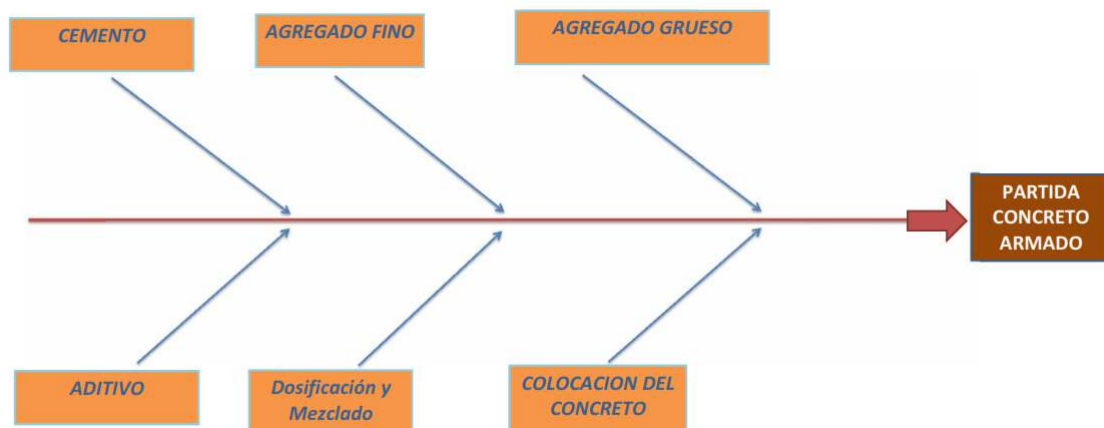 CEMENTO
AGREGADO FINO
AGREGADO GRUESO
PARTIDA
CONCRETO
ARMADO
ADITIVO
Dosificación y
Mezclado
COLOCACION DEL
CONCRETO